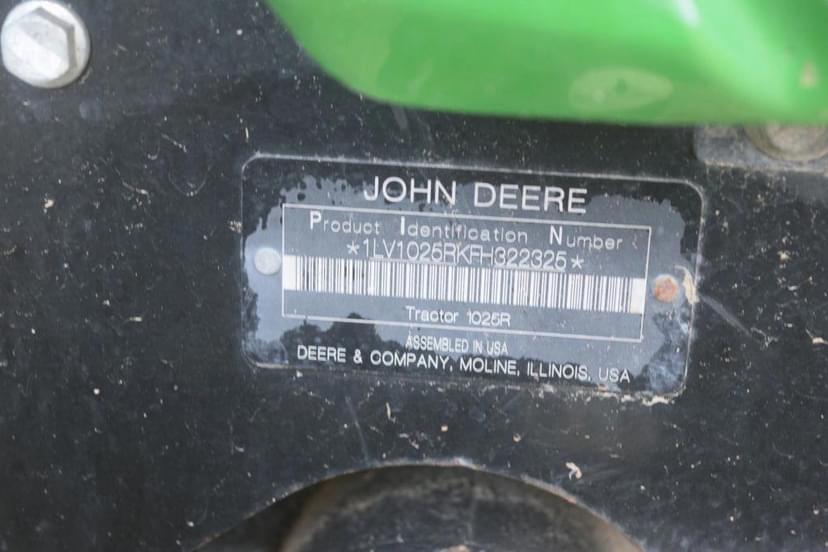 JOHN DEERE
Product Identification Number
*1LV1025RKFH322325*
Tractor 1025R
ASSEMBLED IN USA
DEERE & COMPANY, MOLINE, ILLINOIS, USA